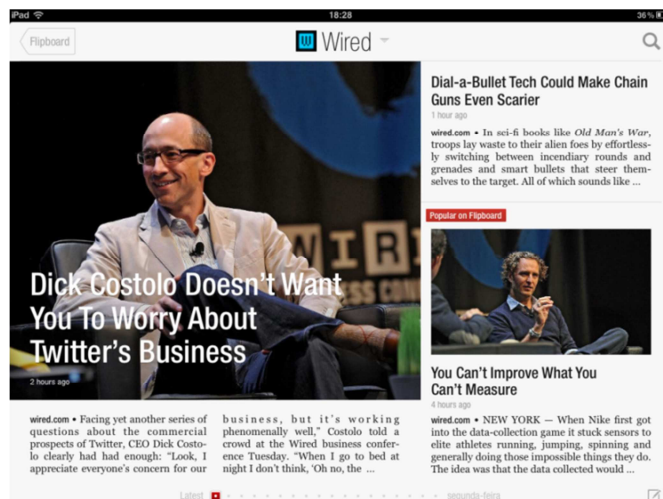 iPad
18:28
36%
Flipboard
Wired
Dick Costolo Doesn't Want
You To Worry About
Twitter's Business
2 hours ago
wired.com • Facing yet another series of
questions about the commercial
prospects of Twitter, CEO Dick Costo-
lo clearly had had enough: "Look, I
appreciate everyone's concern for our
business, but it's working
phenomenally well," Costolo told a
crowd at the Wired business confer-
ence Tuesday. "When I go to bed at
night I don't think, 'Oh no, the ...
Dial-a-Bullet Tech Could Make Chain
Guns Even Scarier
1 hour ago
wired.com • In sci-fi books like Old Man's War,
troops lay waste to their alien foes by effortless-
ly switching between incendiary rounds and
grenades and smart bullets that steer them-
selves to the target. All of which sounds like ...
Popular on Flipboard
You Can't Improve What You
Can't Measure
4 hours ago
wired.com • NEW YORK — When Nike first got
into the data-collection game it stuck sensors to
elite athletes running, jumping, spinning and
generally doing those impossible things they do.
The idea was that the data collected would ...
Latest
segunda-feira